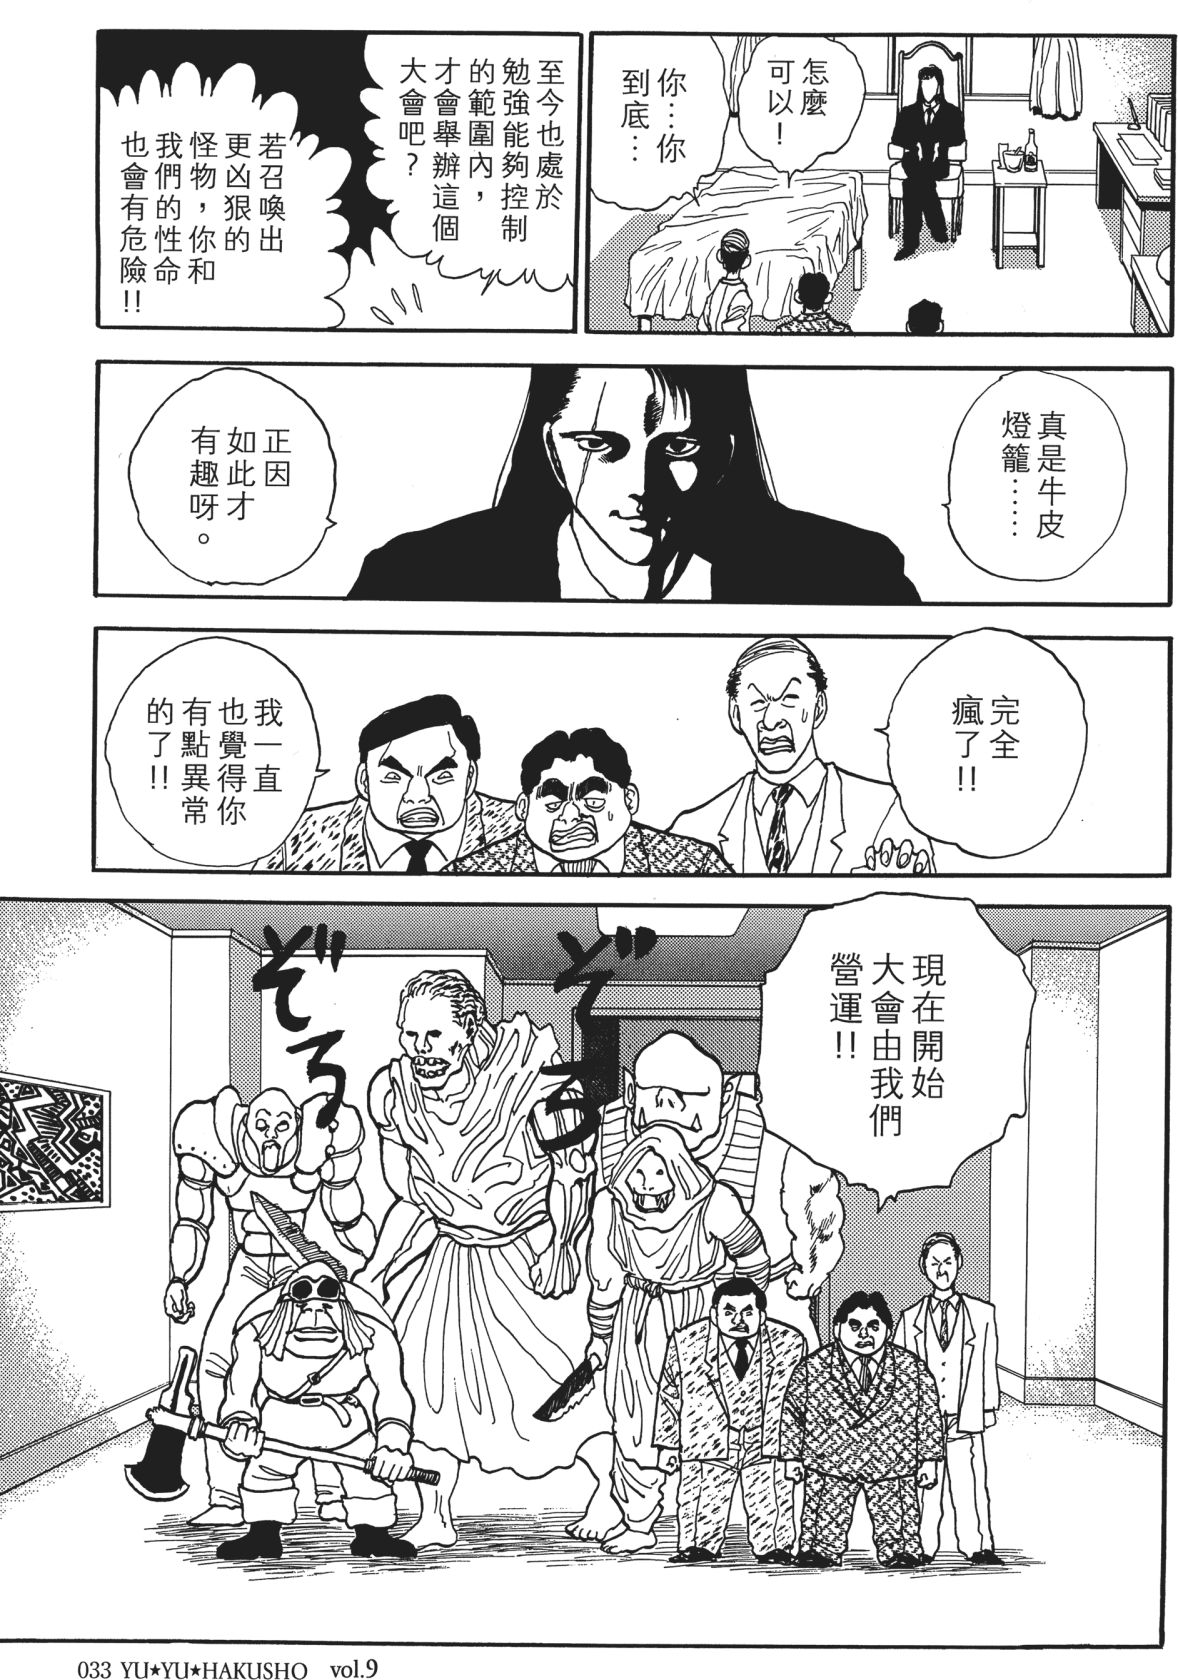 怎麼
可以！
你…你
到底…
至今也處於
勉強能夠控制
的範圍內，
才會舉辦這個
大會吧？
若召喚出
更凶狠的
怪物，你和
我們的性命
也會有危險!!
真是牛皮
燈籠……
正因
如此才
有趣呀。
完全
瘋了!!
我一直
也覺得你
有點異常
的了!!
現在開始
大會由我們
營運!!
ぞろ
ぞろ
033 YU★YU★HAKUSHO vol.9